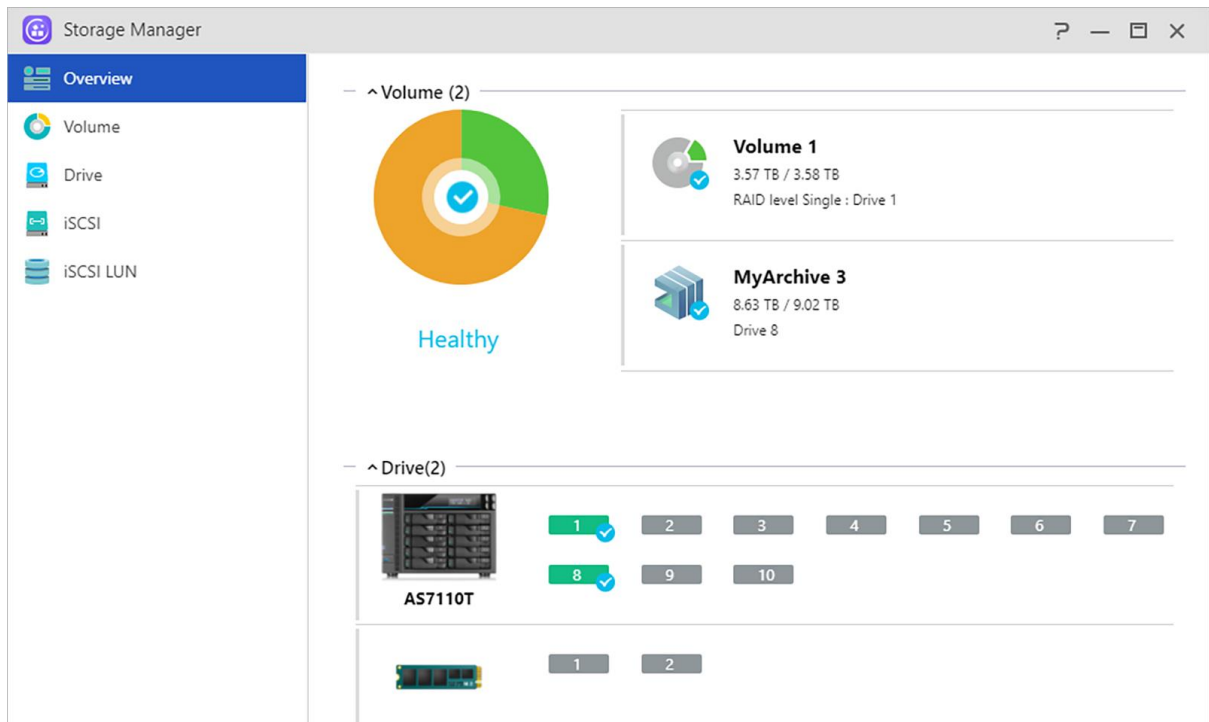 Storage Manager
Overview
Volume
Drive
iSCSI
iSCSI LUN
Volume (2)
Healthy
Volume 1
3.57 TB / 3.58 TB
RAID level Single : Drive 1
MyArchive 3
8.63 TB / 9.02 TB
Drive 8
Drive(2)
AS7110T
1 2 3 4 5 6 7
8 9 10
1 2